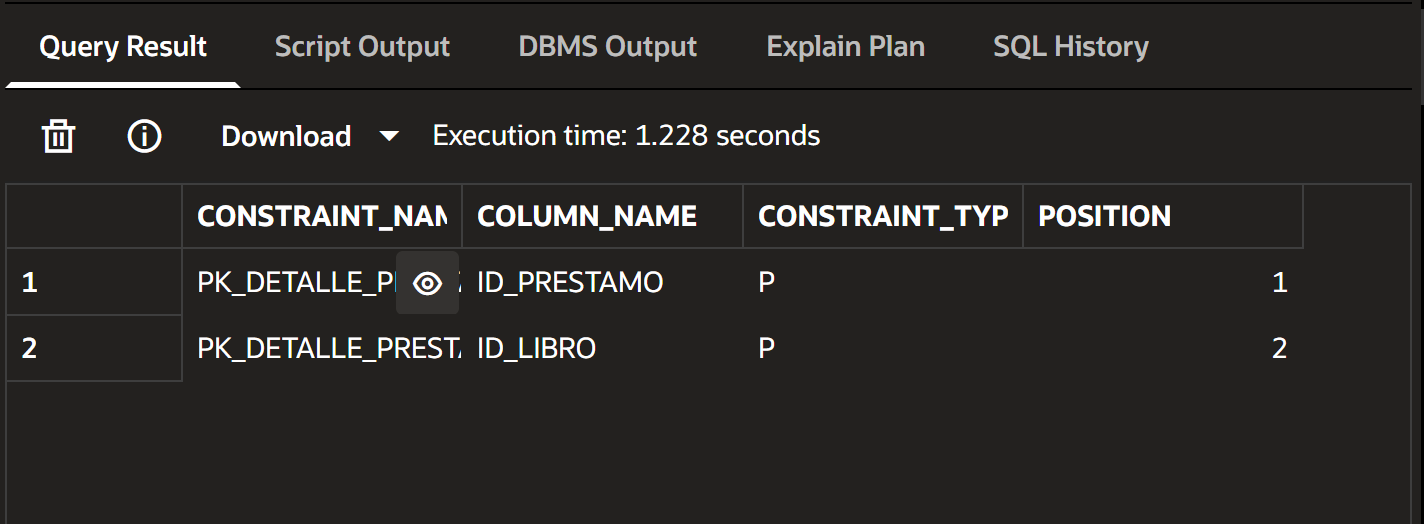 Query Result Script Output DBMS Output Explain Plan SQL History
Download Execution time: 1.228 seconds
CONSTRAINT_NAM COLUMN_NAME CONSTRAINT_TYP POSITION
1 PK_DETALLE_P ID_PRESTAMO P 1
2 PK_DETALLE_PREST ID_LIBRO P 2